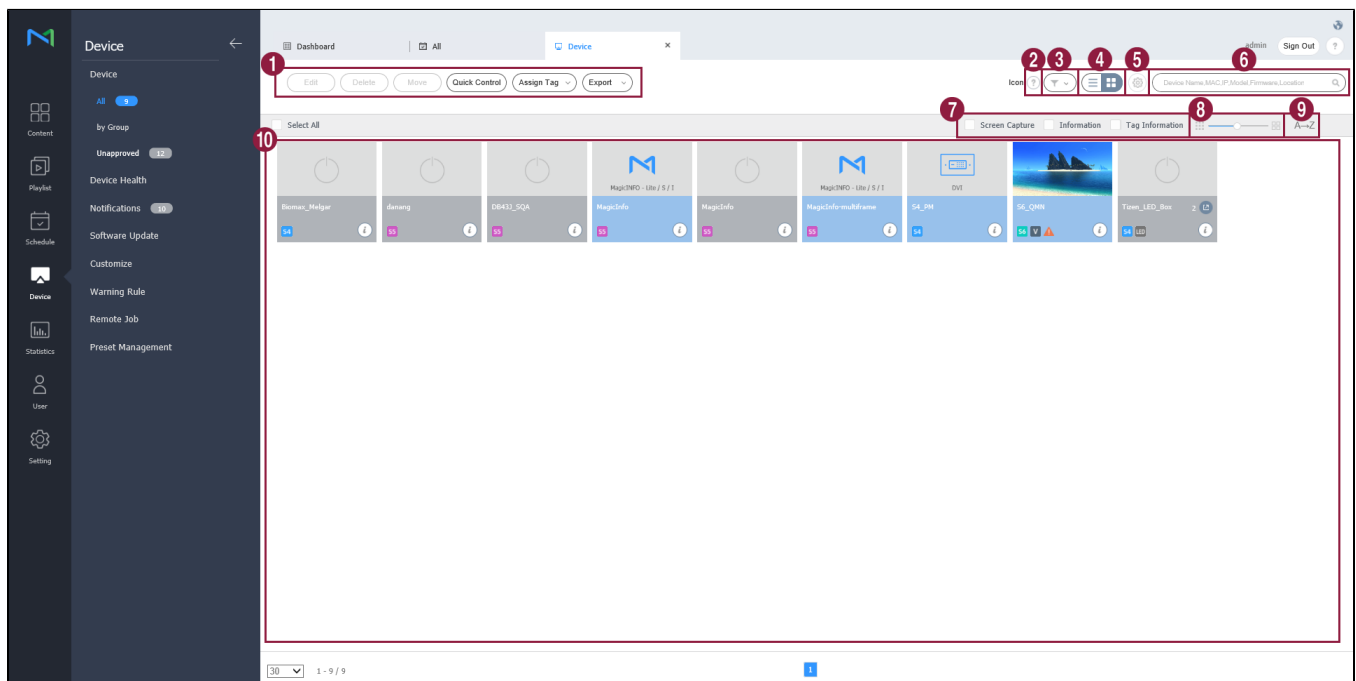 Device
Dashboard
All
Device
×
admin
Sign Out
?
1
2
3
4
5
6
Edit
Delete
Move
Quick Control
Assign Tag
Export
Icon
?
Device Name,MAC,IP,Model,Firmware,Location
7
8
9
Select All
Screen Capture
Information
Tag Information
A→Z
10
Content
Playlist
Schedule
Device
Statistics
User
Setting
Device
All 9
by Group
Unapproved 12
Device Health
Notifications 10
Software Update
Customize
Warning Rule
Remote Job
Preset Management
Biomax_Melgar
S4
i
danang
S5
i
DB43J_SQA
S5
i
MagicINFO - Lite / S / I
MagicInfo
S5
i
MagicInfo
S5
i
MagicINFO - Lite / S / I
MagicInfo-multiframe
S5
i
DVI
S4_PM
S4
i
S6_QMN
S6 V
i
Tizen_LED_Box 2
S4 LED
i
30
1 - 9 / 9
1